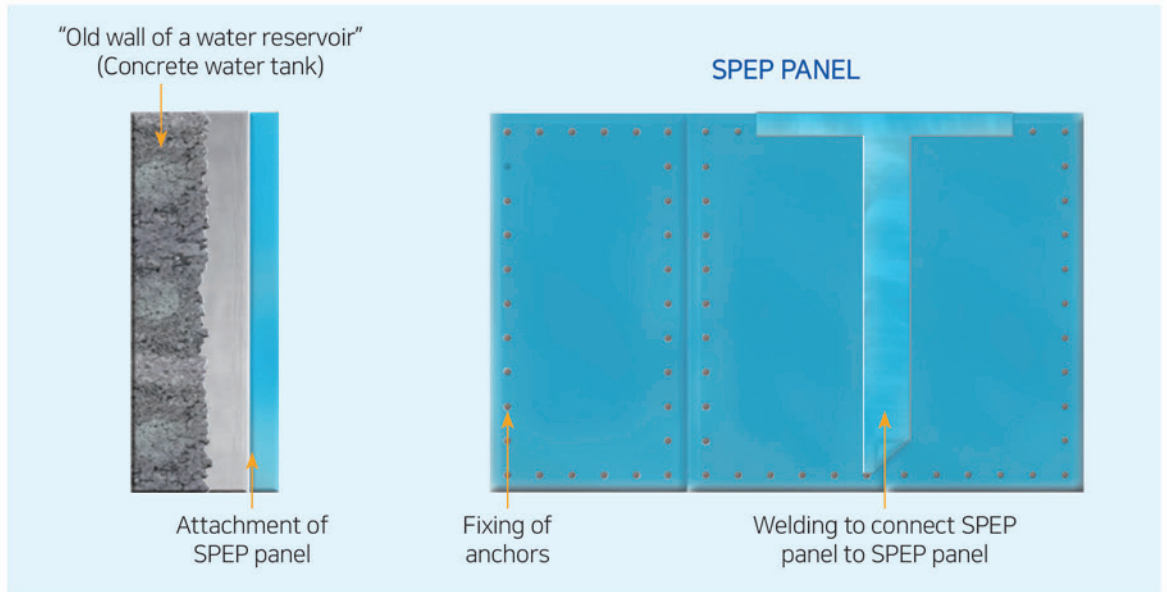 “Old wall of a water reservoir”
(Concrete water tank)
SPEP PANEL
Attachment of
SPEP panel
Fixing of
anchors
Welding to connect SPEP
panel to SPEP panel